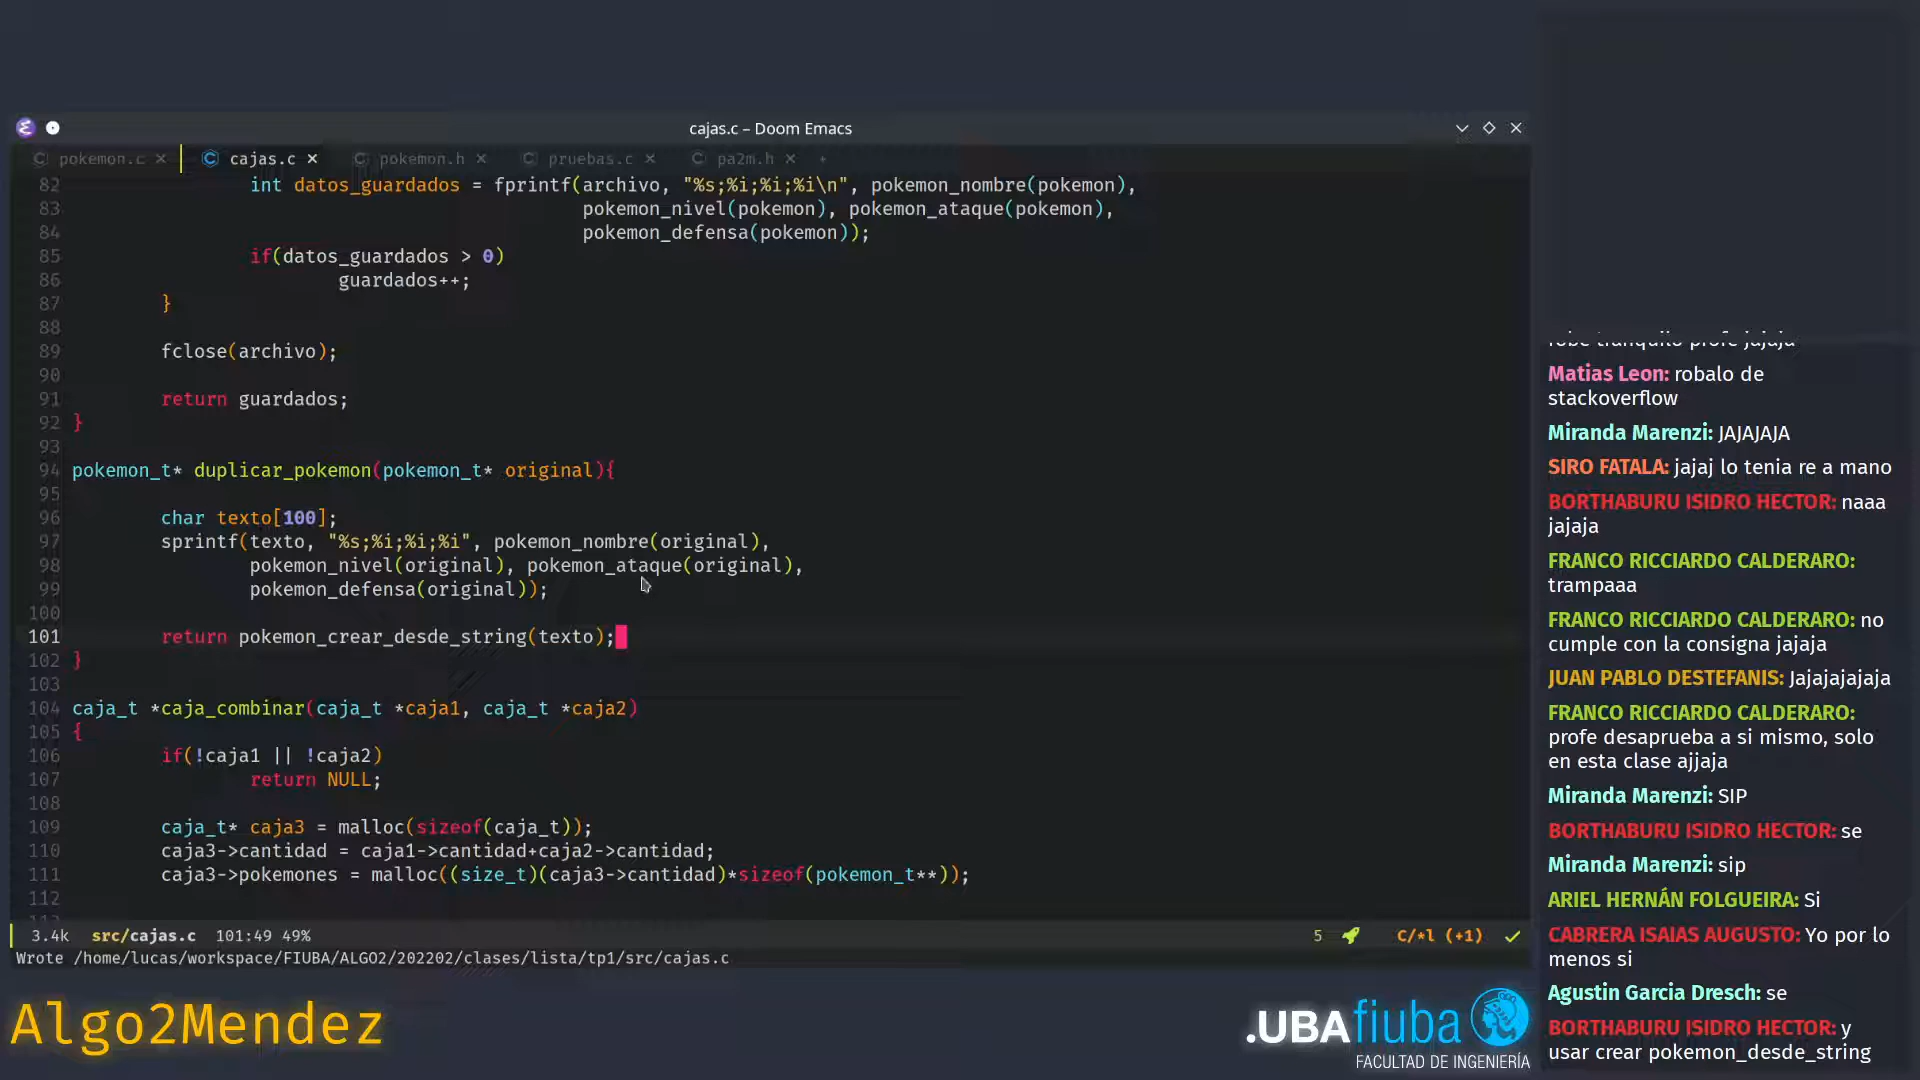 cajas.c – Doom Emacs
pokemon.c × cajas.c × pokemon.h × pruebas.c × pa2m.h × +
82 int datos_guardados = fprintf(archivo, "%s;%i;%i;%i\n", pokemon_nombre(pokemon),
83 pokemon_nivel(pokemon), pokemon_ataque(pokemon),
84 pokemon_defensa(pokemon));
85 if(datos_guardados > 0)
86 guardados++;
87 }
88
89 fclose(archivo);
90
91 return guardados;
92 }
93
94 pokemon_t* duplicar_pokemon(pokemon_t* original){
95
96 char texto[100];
97 sprintf(texto, "%s;%i;%i;%i", pokemon_nombre(original),
98 pokemon_nivel(original), pokemon_ataque(original),
99 pokemon_defensa(original));
100
101 return pokemon_crear_desde_string(texto);
102 }
103
104 caja_t *caja_combinar(caja_t *caja1, caja_t *caja2)
105 {
106 if(!caja1 || !caja2)
107 return NULL;
108
109 caja_t* caja3 = malloc(sizeof(caja_t));
110 caja3->cantidad = caja1->cantidad+caja2->cantidad;
111 caja3->pokemones = malloc((size_t)(caja3->cantidad)*sizeof(pokemon_t**));
112
3.4k src/cajas.c 101:49 49% 5 C/*l (+1)
Wrote /home/lucas/workspace/FIUBA/ALGO2/202202/clases/lista/tp1/src/cajas.c
Algo2Mendez
.UBAfiuba
FACULTAD DE INGENIERÍA
tranquilo profe jajaja
Matias Leon: robalo de
stackoverflow
Miranda Marenzi: JAJAJAJA
SIRO FATALA: jajaj lo tenia re a mano
BORTHABURU ISIDRO HECTOR: naaa
jajaja
FRANCO RICCIARDO CALDERARO:
trampaaa
FRANCO RICCIARDO CALDERARO: no
cumple con la consigna jajaja
JUAN PABLO DESTEFANIS: Jajajajajaja
FRANCO RICCIARDO CALDERARO:
profe desaprueba a si mismo, solo
en esta clase ajjaja
Miranda Marenzi: SIP
BORTHABURU ISIDRO HECTOR: se
Miranda Marenzi: sip
ARIEL HERNÁN FOLGUEIRA: Si
CABRERA ISAIAS AUGUSTO: Yo por lo
menos si
Agustin Garcia Dresch: se
BORTHABURU ISIDRO HECTOR: y
usar crear pokemon_desde_string